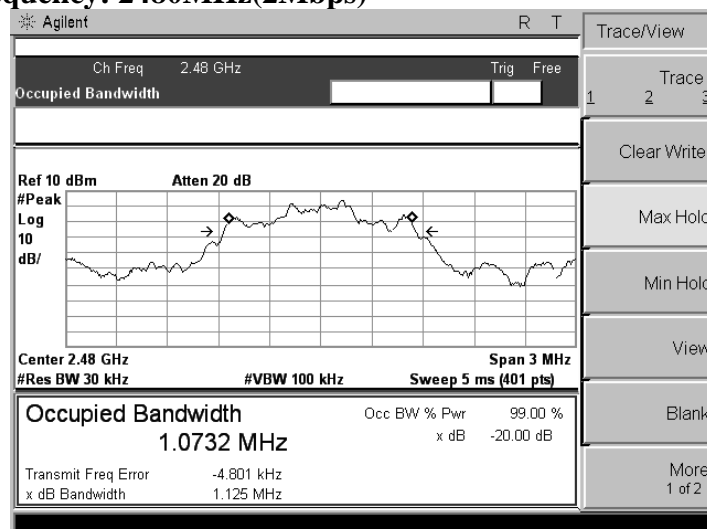 quency: 2480MHz(2Mbps)
Agilent R T
Ch Freq 2.48 GHz Trig Free
Occupied Bandwidth
Ref 10 dBm Atten 20 dB
#Peak
Log
10
dB/
Center 2.48 GHz Span 3 MHz
#Res BW 30 kHz #VBW 100 kHz Sweep 5 ms (401 pts)
Occupied Bandwidth Occ BW % Pwr 99.00 %
1.0732 MHz x dB -20.00 dB
Transmit Freq Error -4.801 kHz
x dB Bandwidth 1.125 MHz
Trace/View
Trace
1 2 3
Clear Write
Max Hold
Min Hold
View
Blank
More
1 of 2